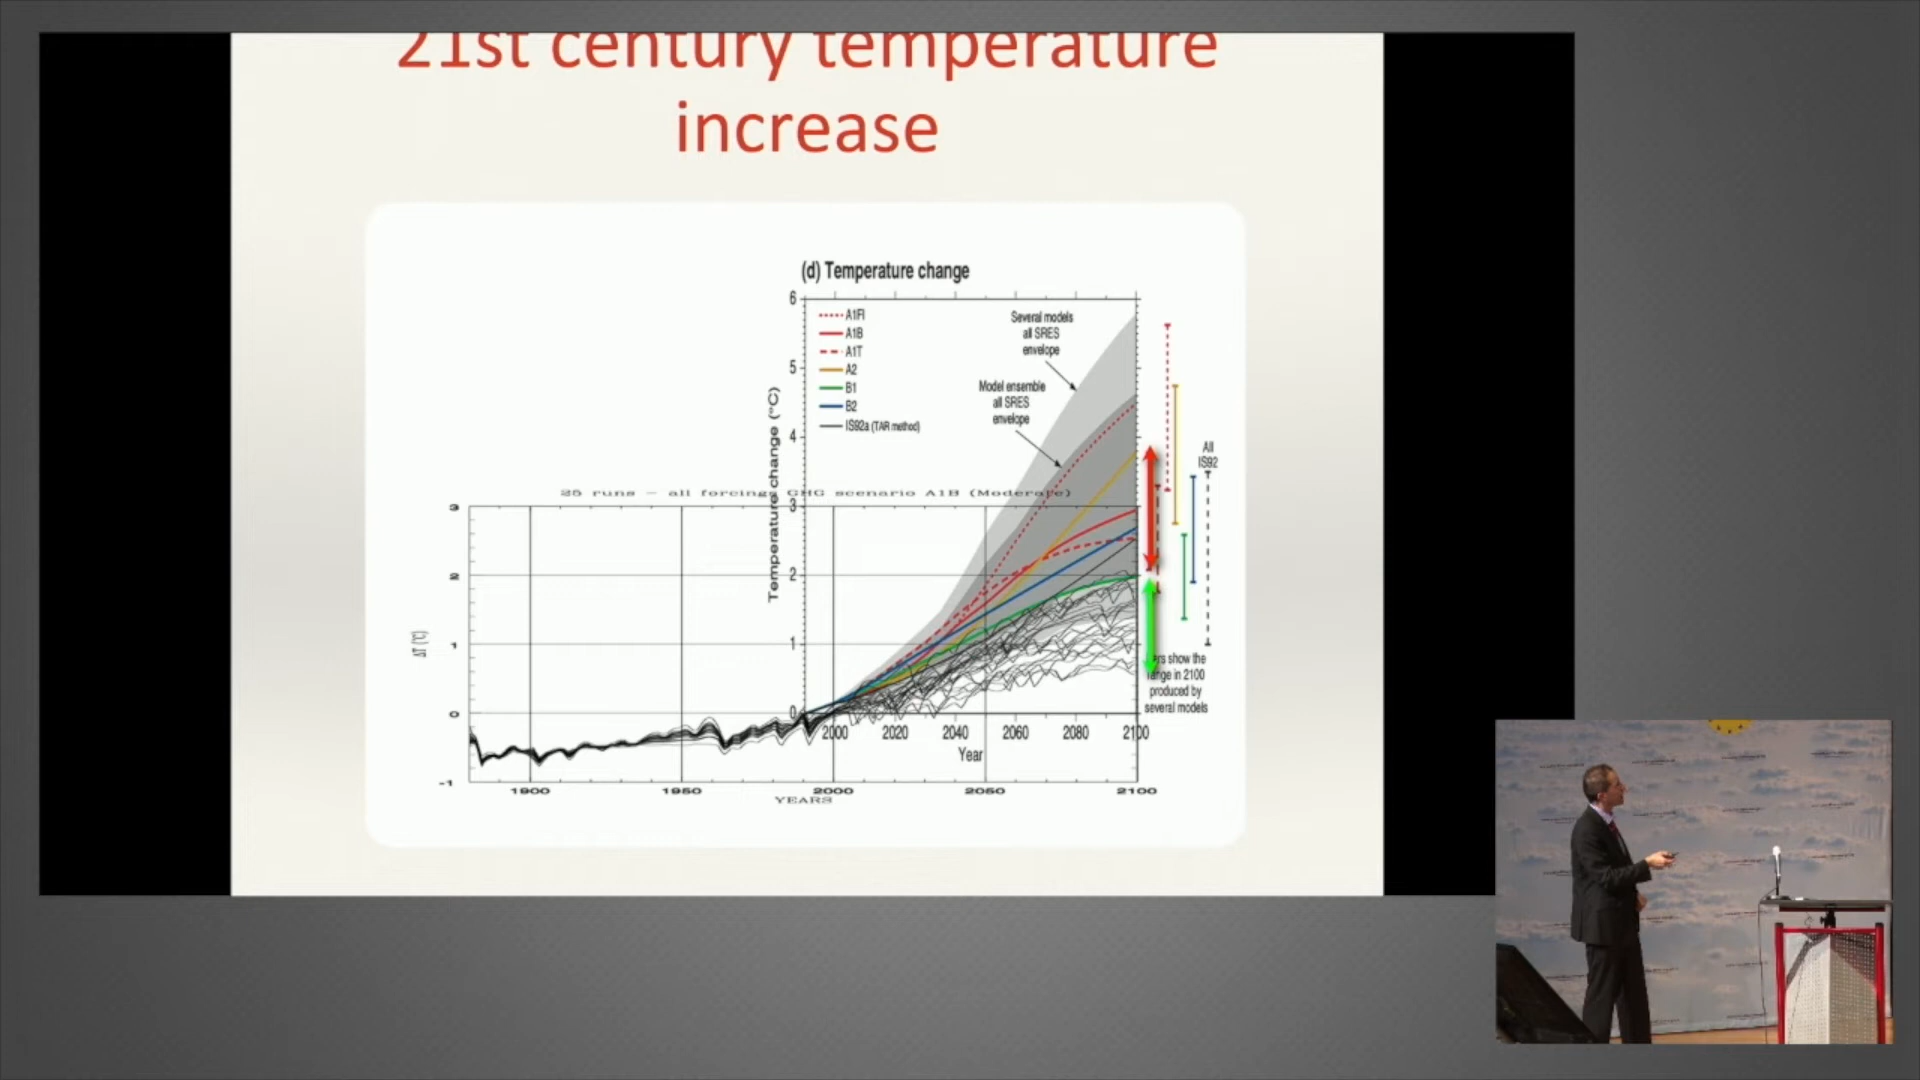 21st century temperature
increase
(d) Temperature change
6
5
4
3
2
1
0
Temperature change (°C)
A1FI
A1B
A1T
A2
B1
B2
IS92a (TAR method)
Several models
all SRES
envelope
Model ensemble
all SRES
envelope
All
IS92
25 runs – all forcings GHG scenario A1B (Moderate)
3
2
1
0
-1
ΔT (°C)
show the
range in 2100
produced by
several models
2000 2020 2040 2060 2080 2100
Year
1900 1950 2000 2050 2100
YEARS